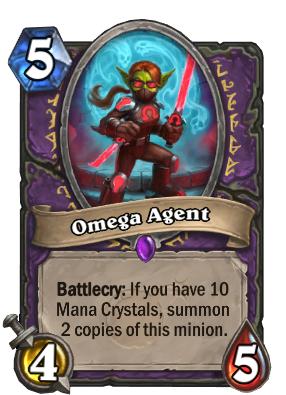 5
Omega Agent
Battlecry: If you have 10
Mana Crystals, summon
2 copies of this minion.
4
5